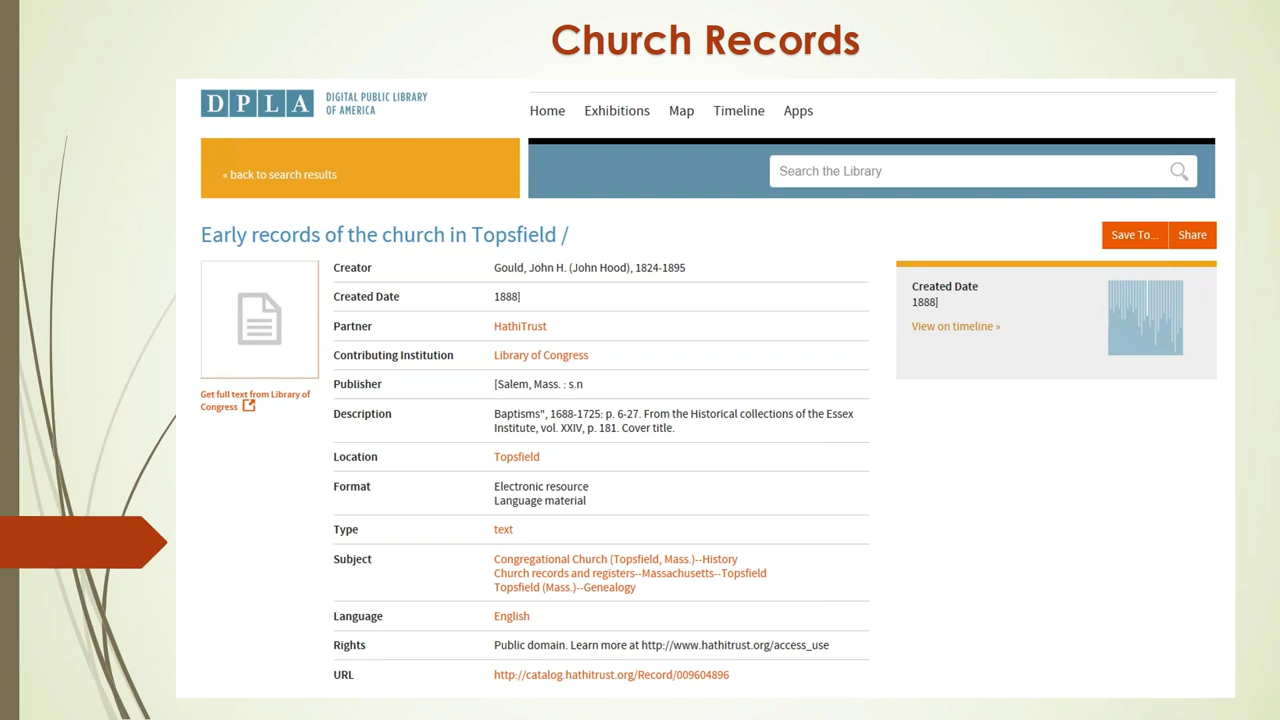 Church Records
DPLA DIGITAL PUBLIC LIBRARY
OF AMERICA
Home Exhibitions Map Timeline Apps
« back to search results
Search the Library
Early records of the church in Topsfield /
Save To... Share
Get full text from Library of
Congress
Creator Gould, John H. (John Hood), 1824-1895
Created Date 1888]
Partner HathiTrust
Contributing Institution Library of Congress
Publisher [Salem, Mass. : s.n
Description Baptisms", 1688-1725: p. 6-27. From the Historical collections of the Essex
Institute, vol. XXIV, p. 181. Cover title.
Location Topsfield
Format Electronic resource
Language material
Type text
Subject Congregational Church (Topsfield, Mass.)--History
Church records and registers--Massachusetts--Topsfield
Topsfield (Mass.)--Genealogy
Language English
Rights Public domain. Learn more at http://www.hathitrust.org/access_use
URL http://catalog.hathitrust.org/Record/009604896
Created Date
1888]
View on timeline »